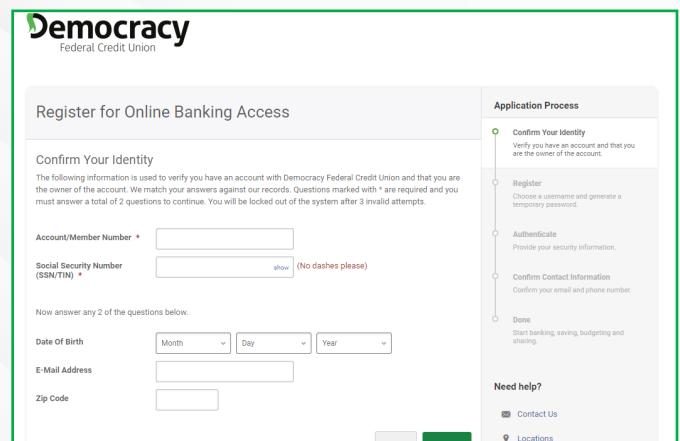 Democracy
Federal Credit Union
Register for Online Banking Access
Confirm Your Identity
The following information is used to verify you have an account with Democracy Federal Credit Union and that you are
the owner of the account. We match your answers against our records. Questions marked with * are required and you
must answer a total of 2 questions to continue. You will be locked out of the system after 3 invalid attempts.
Account/Member Number *
Social Security Number
(SSN/TIN) *
show
(No dashes please)
Now answer any 2 of the questions below.
Date Of Birth
Month
Day
Year
E-Mail Address
Zip Code
Application Process
Confirm Your Identity
Verify you have an account and that you
are the owner of the account.
Register
Choose a username and generate a
temporary password.
Authenticate
Provide your security information.
Confirm Contact Information
Confirm your email and phone number.
Done
Start banking, saving, budgeting and
sharing.
Need help?
Contact Us
Locations